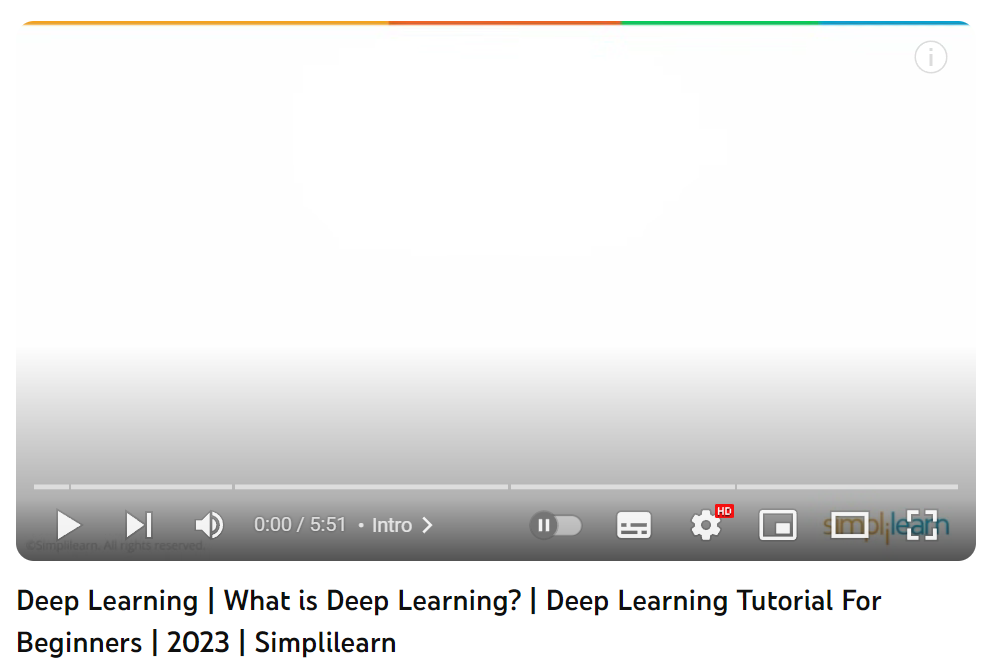 HD
0:00 / 5:51 • Intro
simplilearn
©Simplilearn. All rights reserved.
Deep Learning | What is Deep Learning? | Deep Learning Tutorial For
Beginners | 2023 | Simplilearn